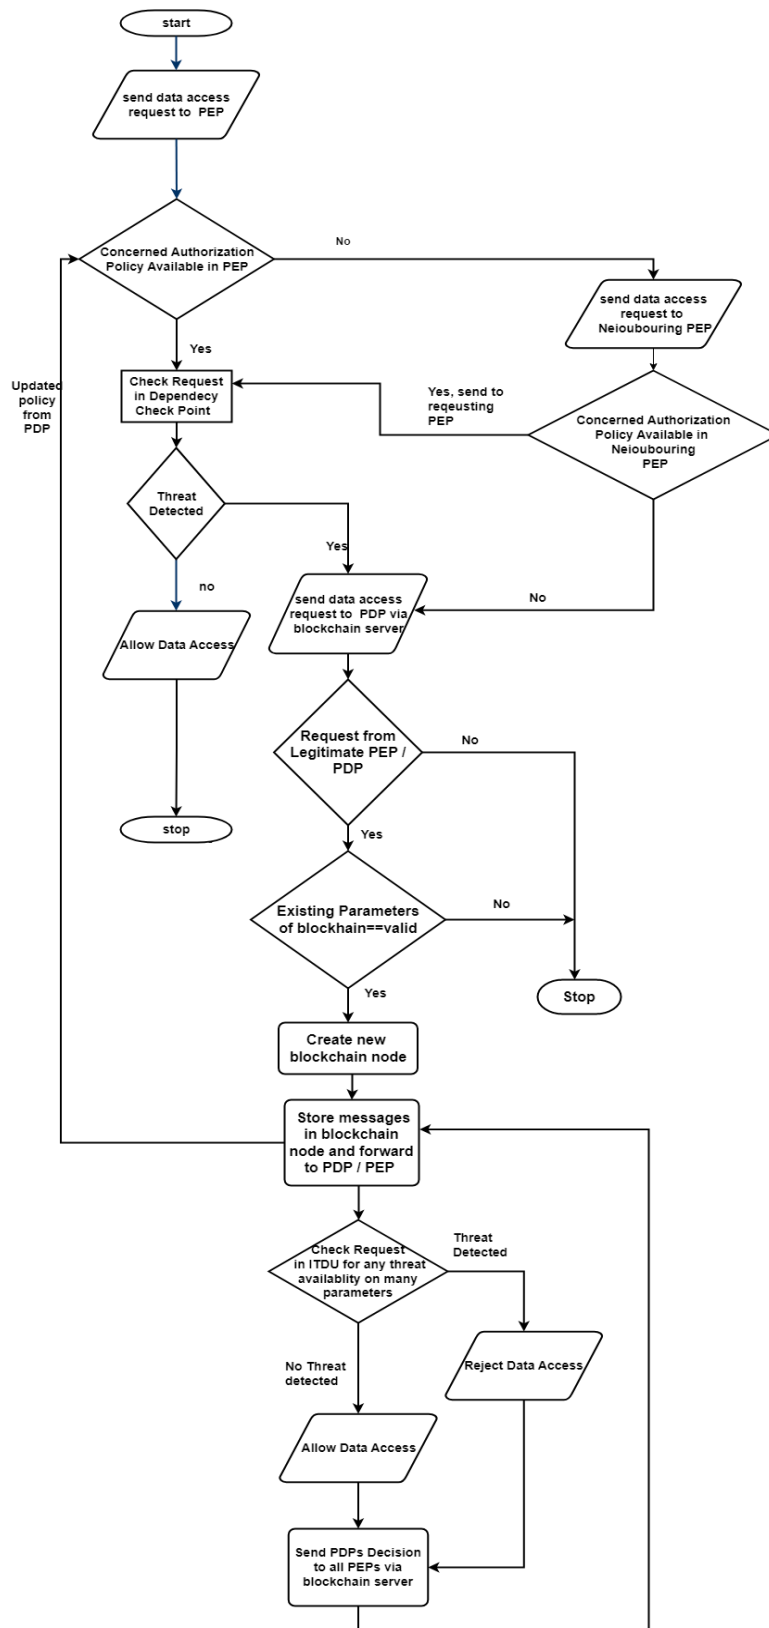 start
send data access
request to PEP
Concerned Authorization
Policy Available in PEP
No
send data access
request to
Neioubouring PEP
Yes
Updated
policy
from
PDP
Check Request
in Dependecy
Check Point
Yes, send to
reqeusting
PEP
Concerned Authorization
Policy Available in
Neioubouring
PEP
Threat
Detected
Yes
no
send data access
request to PDP via
blockchain server
No
Allow Data Access
Request from
Legitimate PEP /
PDP
No
stop
Yes
Existing Parameters
of blockhain==valid
No
Yes
Stop
Create new
blockchain node
Store messages
in blockchain
node and forward
to PDP / PEP
Check Request
in ITDU for any threat
availablity on many
parameters
Threat
Detected
No Threat
detected
Reject Data Access
Allow Data Access
Send PDPs Decision
to all PEPs via
blockchain server